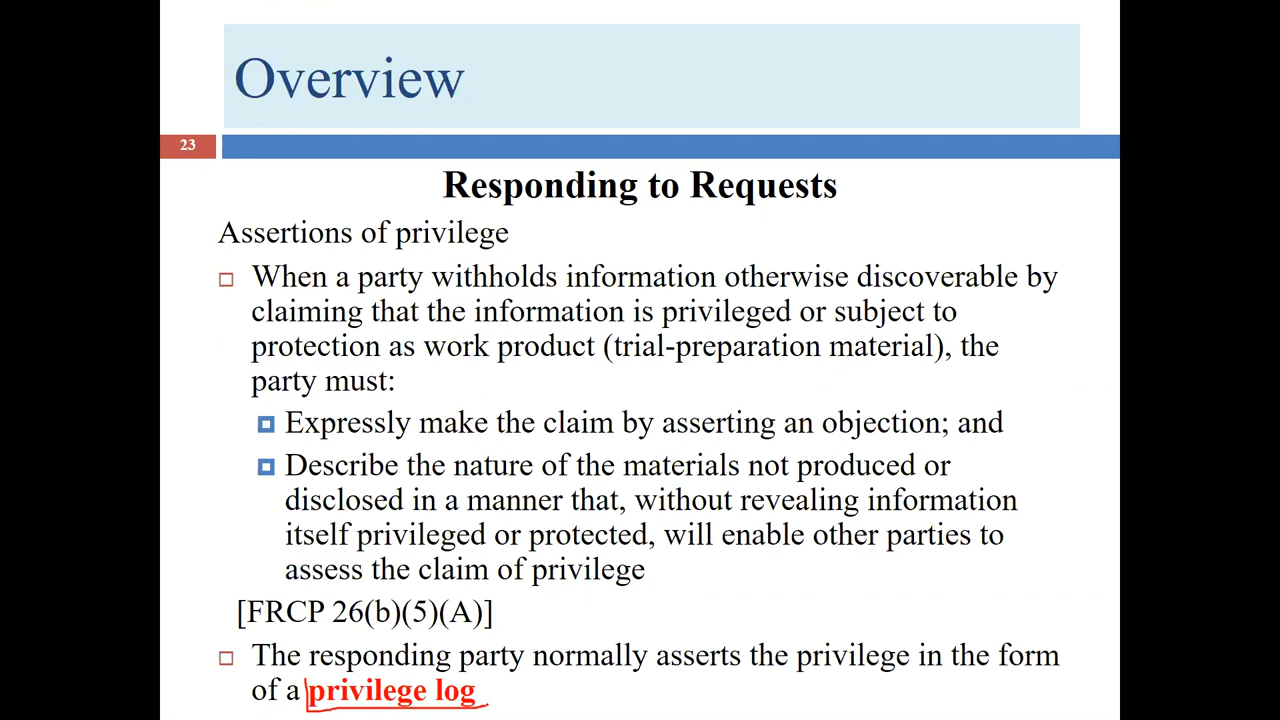 Overview
23
Responding to Requests
Assertions of privilege
When a party withholds information otherwise discoverable by
claiming that the information is privileged or subject to
protection as work product (trial-preparation material), the
party must:
Expressly make the claim by asserting an objection; and
Describe the nature of the materials not produced or
disclosed in a manner that, without revealing information
itself privileged or protected, will enable other parties to
assess the claim of privilege
[FRCP 26(b)(5)(A)]
The responding party normally asserts the privilege in the form
of a privilege log